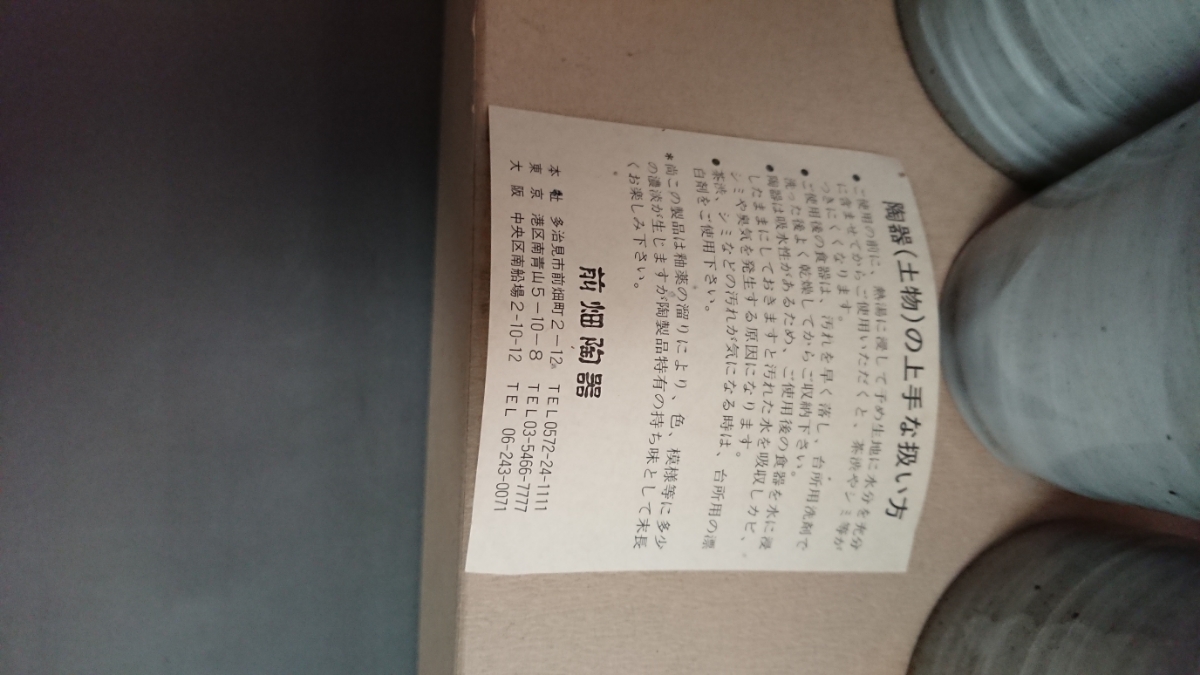 陶器(土物)の上手な扱い方
●ご使用の前に、熱湯に浸して予め生地に水分を充分
に含ませてからご使用いただくと、茶渋やシミ等が
つきにくくなります。
●ご使用後の食器は、汚れを早く落し、台所用洗剤で
洗った後よく乾燥してからご収納下さい。
●陶器は吸水性があるため、ご使用後の食器を水に浸
したままにしておきますと汚れた水を吸収しカビ、
シミや臭気を発生する原因になります。
●茶渋、シミなどの汚れが気になる時は、台所用の漂
白剤をご使用下さい。
*尚この製品は釉薬の溜りにより、色、模様等に多少
の濃淡が生じますが陶製品特有の持ち味として末長
くお楽しみ下さい。
前畑陶器
本社 多治見市前畑町2-12 TEL0572-24-1111
東京 港区南青山5-10-8 TEL03-5466-7777
大阪 中央区南船場2-10-12 TEL 06-243-0071